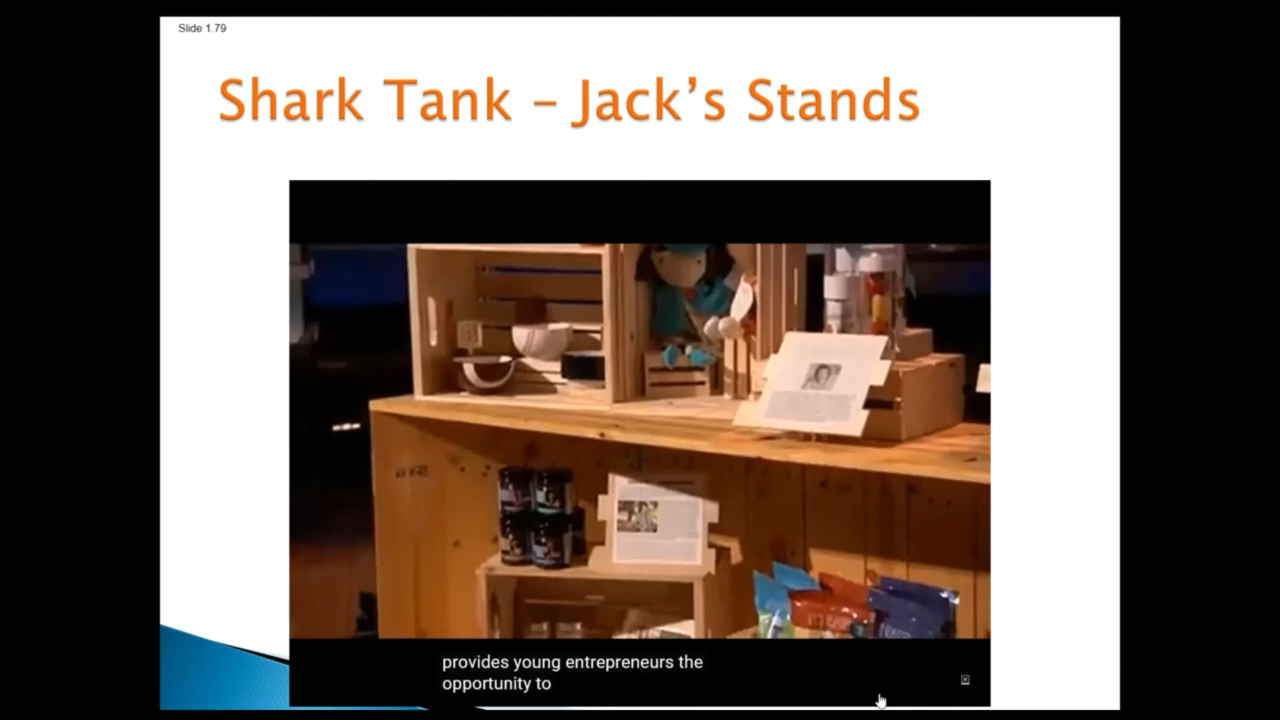 Slide 1.79
Shark Tank – Jack’s Stands
provides young entrepreneurs the
opportunity to